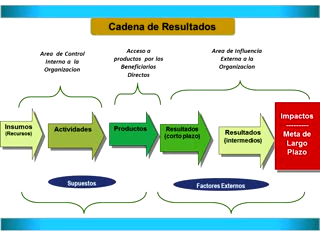 Cadena de Resultados
Area de Control
Interno a la
Organizacion
Acceso a
productos por los
Beneficiarios
Directos
Area de Influencia
Externa a la
Organizacion
Insumos
(Recursos)
Actividades
Productos
Resultados
(corto plazo)
Resultados
(intermedios)
Impactos
Meta de
Largo
Plazo
Supuestos
Factores Externos